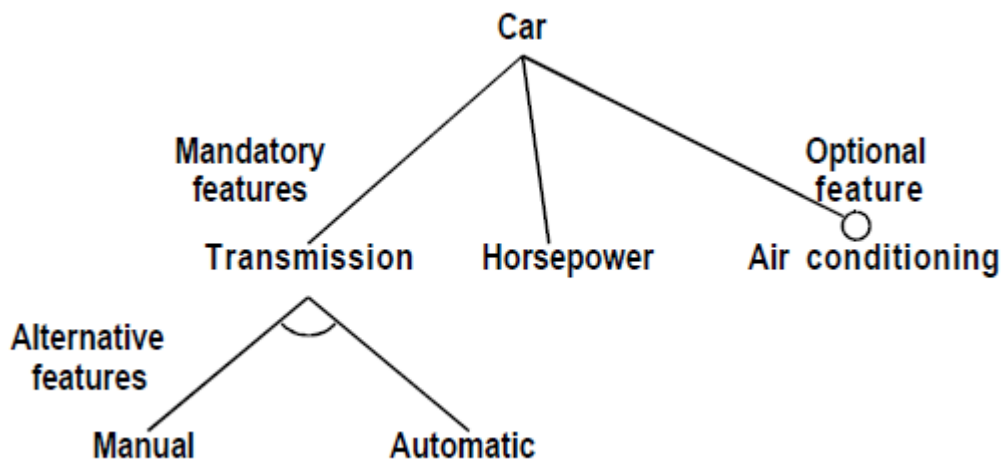 Car
Mandatory
features
Optional
feature
Transmission
Horsepower
Air conditioning
Alternative
features
Manual
Automatic